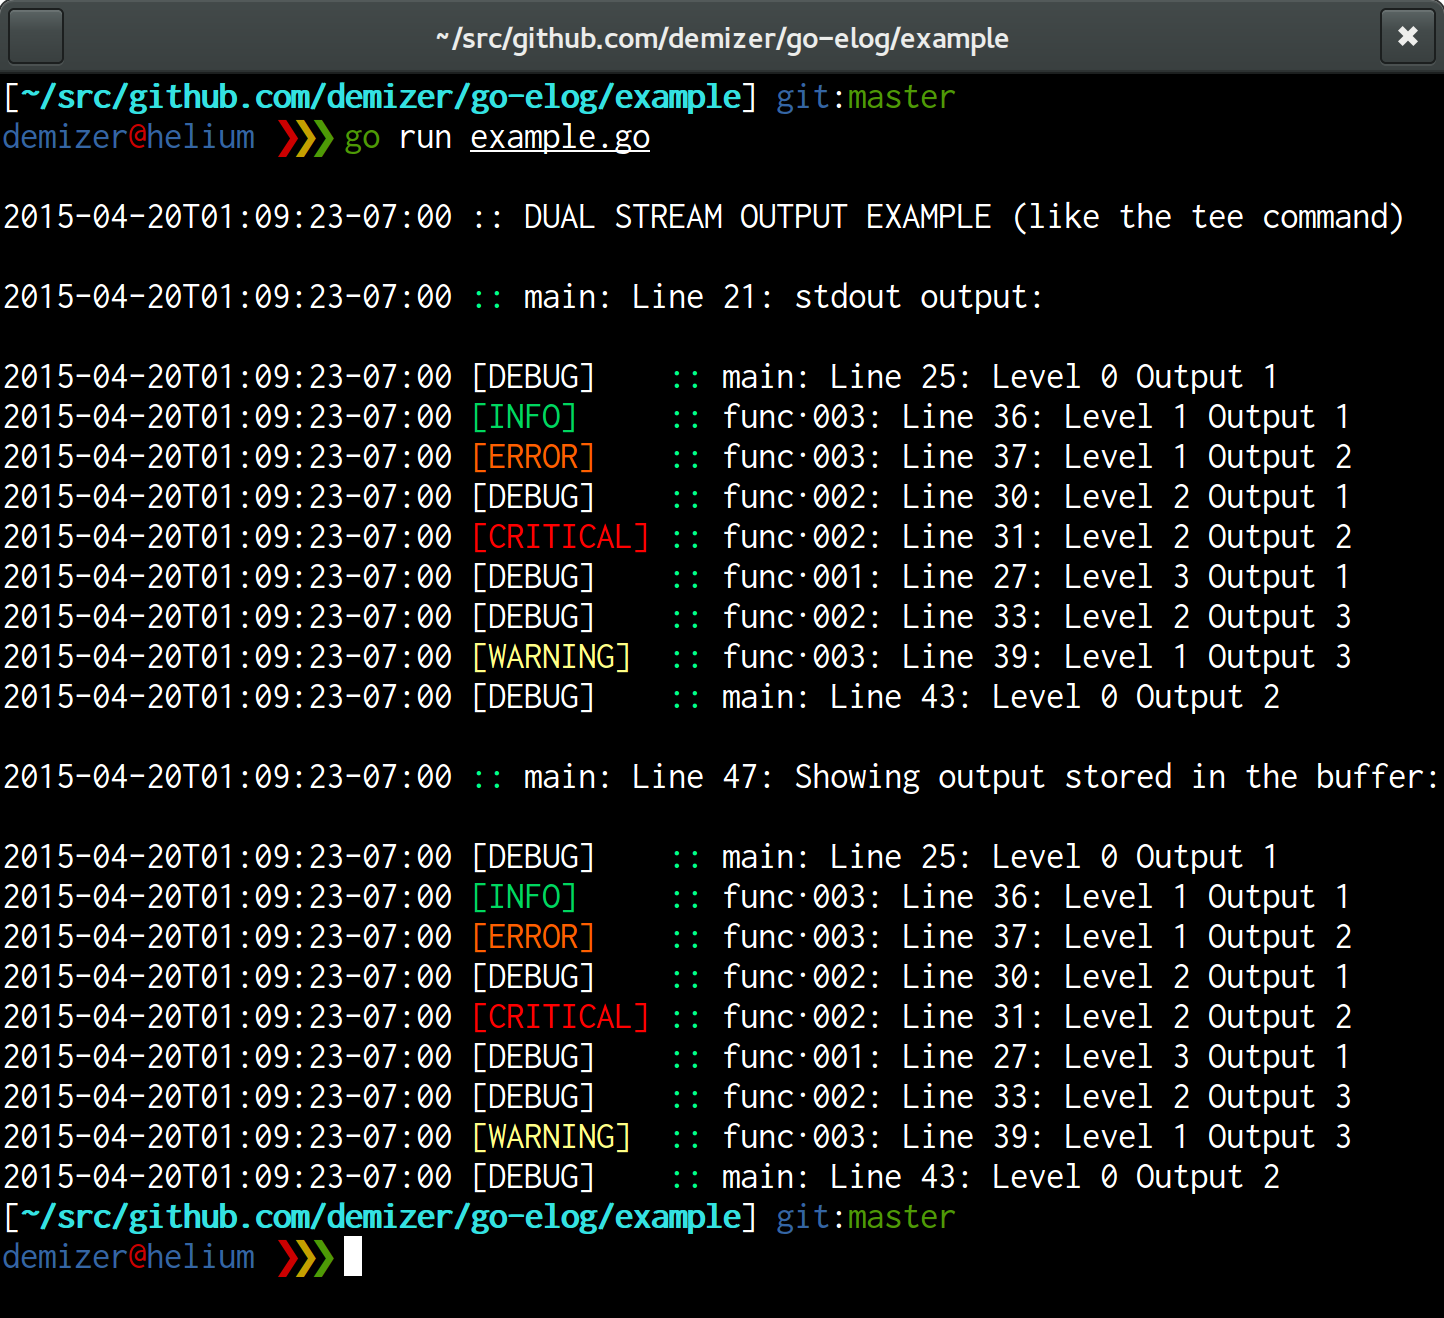 ~/src/github.com/demizer/go-elog/example
[~/src/github.com/demizer/go-elog/example] git:master
demizer@helium ❯❯❯ go run example.go
2015-04-20T01:09:23-07:00 :: DUAL STREAM OUTPUT EXAMPLE (like the tee command)
2015-04-20T01:09:23-07:00 :: main: Line 21: stdout output:
2015-04-20T01:09:23-07:00 [DEBUG]    :: main: Line 25: Level 0 Output 1
2015-04-20T01:09:23-07:00 [INFO]     :: func·003: Line 36: Level 1 Output 1
2015-04-20T01:09:23-07:00 [ERROR]    :: func·003: Line 37: Level 1 Output 2
2015-04-20T01:09:23-07:00 [DEBUG]    :: func·002: Line 30: Level 2 Output 1
2015-04-20T01:09:23-07:00 [CRITICAL] :: func·002: Line 31: Level 2 Output 2
2015-04-20T01:09:23-07:00 [DEBUG]    :: func·001: Line 27: Level 3 Output 1
2015-04-20T01:09:23-07:00 [DEBUG]    :: func·002: Line 33: Level 2 Output 3
2015-04-20T01:09:23-07:00 [WARNING]  :: func·003: Line 39: Level 1 Output 3
2015-04-20T01:09:23-07:00 [DEBUG]    :: main: Line 43: Level 0 Output 2
2015-04-20T01:09:23-07:00 :: main: Line 47: Showing output stored in the buffer:
2015-04-20T01:09:23-07:00 [DEBUG]    :: main: Line 25: Level 0 Output 1
2015-04-20T01:09:23-07:00 [INFO]     :: func·003: Line 36: Level 1 Output 1
2015-04-20T01:09:23-07:00 [ERROR]    :: func·003: Line 37: Level 1 Output 2
2015-04-20T01:09:23-07:00 [DEBUG]    :: func·002: Line 30: Level 2 Output 1
2015-04-20T01:09:23-07:00 [CRITICAL] :: func·002: Line 31: Level 2 Output 2
2015-04-20T01:09:23-07:00 [DEBUG]    :: func·001: Line 27: Level 3 Output 1
2015-04-20T01:09:23-07:00 [DEBUG]    :: func·002: Line 33: Level 2 Output 3
2015-04-20T01:09:23-07:00 [WARNING]  :: func·003: Line 39: Level 1 Output 3
2015-04-20T01:09:23-07:00 [DEBUG]    :: main: Line 43: Level 0 Output 2
[~/src/github.com/demizer/go-elog/example] git:master
demizer@helium ❯❯❯